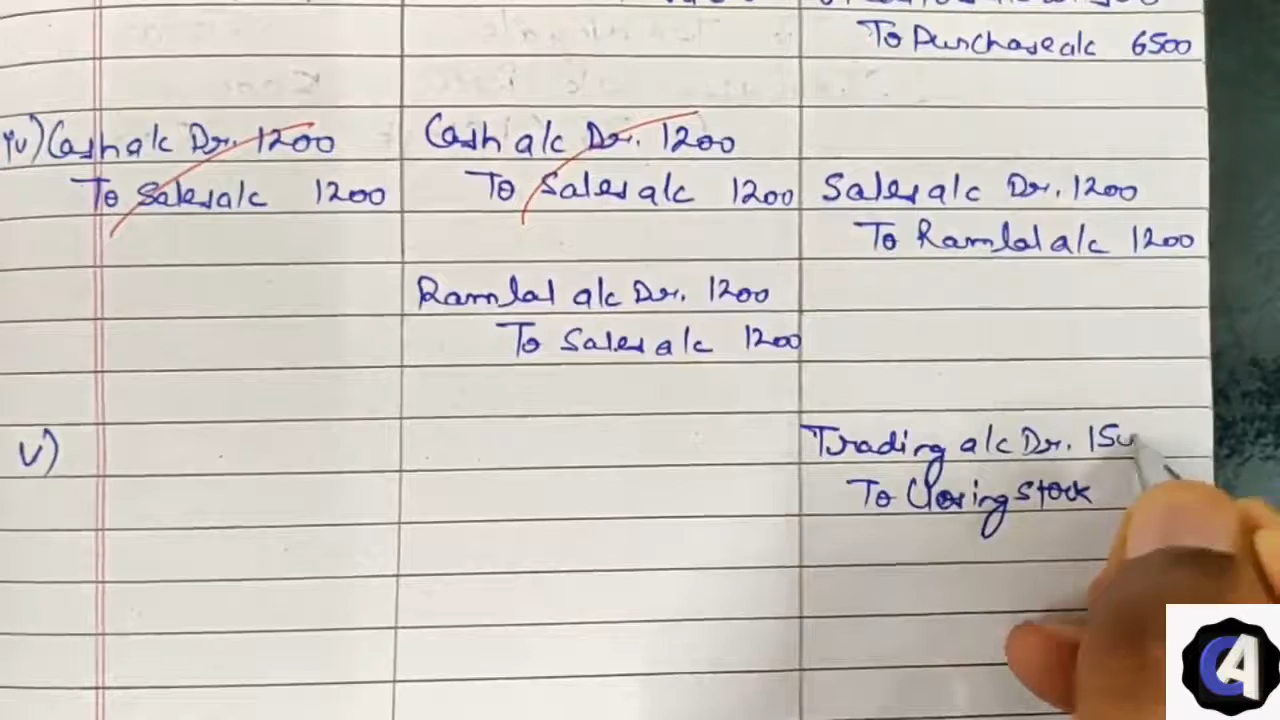 To Purchase a/c 6500
iv) Cash a/c Dr. 1200
To Sales a/c 1200
Cash a/c Dr. 1200
To Sales a/c 1200
Sales a/c Dr. 1200
To Ramlal a/c 1200
Ramlal a/c Dr. 1200
To Sales a/c 1200
v)
Trading a/c Dr.
To Closing stock
CA